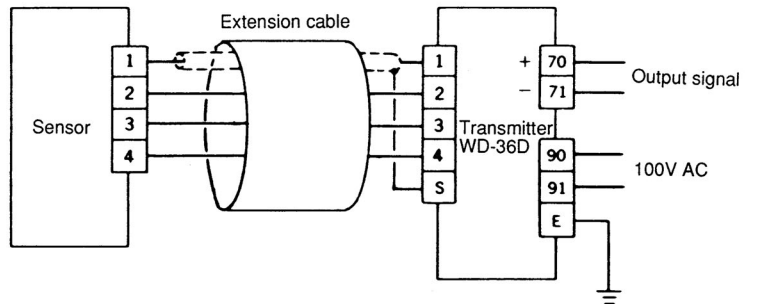 Extension cable
Sensor
1
2
3
4
1
2
3
4
S
Transmitter
WD-36D
+ 70
− 71
Output signal
90
91
E
100V AC